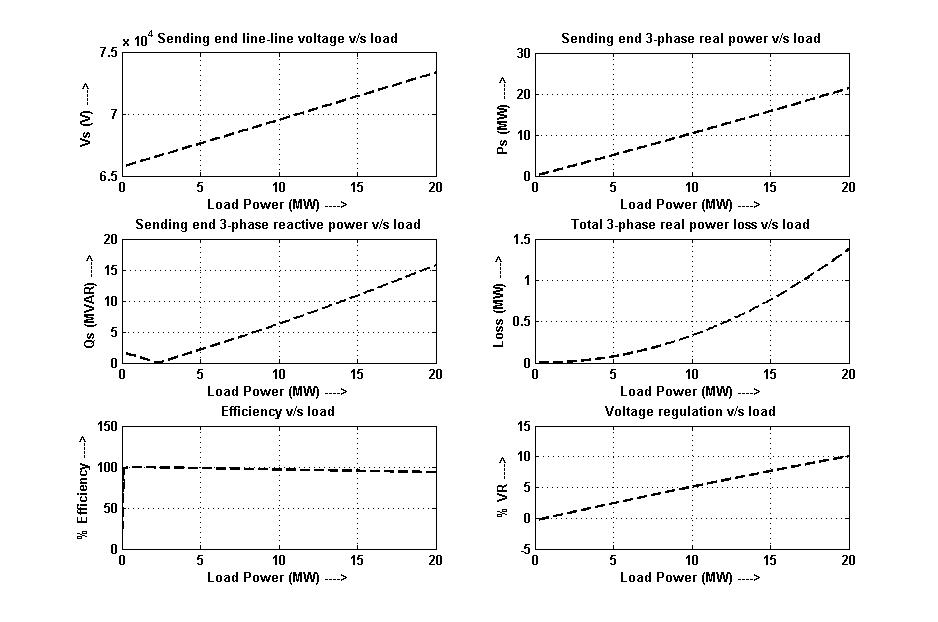 x 10^4 Sending end line-line voltage v/s load
7.5
7
6.5
Vs (V) ---->
0 5 10 15 20
Load Power (MW) ---->
Sending end 3-phase real power v/s load
30
20
10
0
Ps (MW) ---->
0 5 10 15 20
Load Power (MW) ---->
Sending end 3-phase reactive power v/s load
20
15
10
5
0
Qs (MVAR) ---->
0 5 10 15 20
Load Power (MW) ---->
Total 3-phase real power loss v/s load
1.5
1
0.5
0
Loss (MW) ---->
0 5 10 15 20
Load Power (MW) ---->
Efficiency v/s load
150
100
50
0
% Efficiency ---->
0 5 10 15 20
Load Power (MW) ---->
Voltage regulation v/s load
15
10
5
0
-5
% VR ---->
0 5 10 15 20
Load Power (MW) ---->